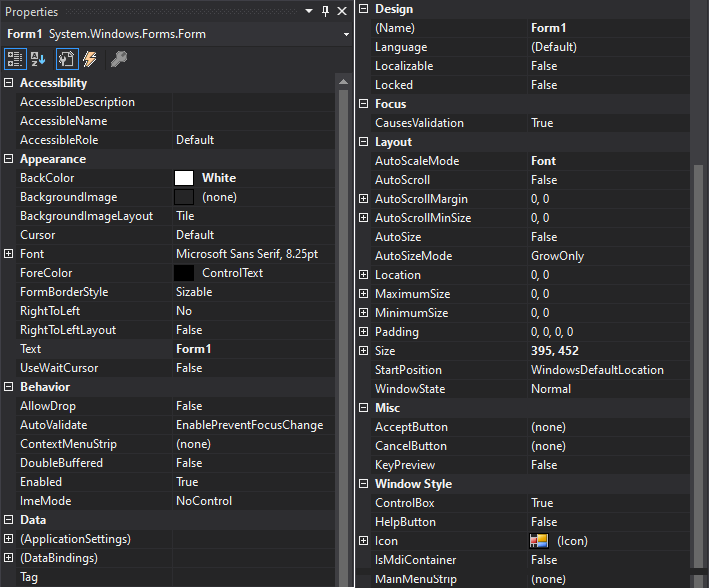 Properties
Form1 System.Windows.Forms.Form
Accessibility
AccessibleDescription
AccessibleName
AccessibleRole Default
Appearance
BackColor White
BackgroundImage (none)
BackgroundImageLayout Tile
Cursor Default
Font Microsoft Sans Serif, 8.25pt
ForeColor ControlText
FormBorderStyle Sizable
RightToLeft No
RightToLeftLayout False
Text Form1
UseWaitCursor False
Behavior
AllowDrop False
AutoValidate EnablePreventFocusChange
ContextMenuStrip (none)
DoubleBuffered False
Enabled True
ImeMode NoControl
Data
(ApplicationSettings)
(DataBindings)
Tag
Design
(Name) Form1
Language (Default)
Localizable False
Locked False
Focus
CausesValidation True
Layout
AutoScaleMode Font
AutoScroll False
AutoScrollMargin 0, 0
AutoScrollMinSize 0, 0
AutoSize False
AutoSizeMode GrowOnly
Location 0, 0
MaximumSize 0, 0
MinimumSize 0, 0
Padding 0, 0, 0, 0
Size 395, 452
StartPosition WindowsDefaultLocation
WindowState Normal
Misc
AcceptButton (none)
CancelButton (none)
KeyPreview False
Window Style
ControlBox True
HelpButton False
Icon (Icon)
IsMdiContainer False
MainMenuStrip (none)